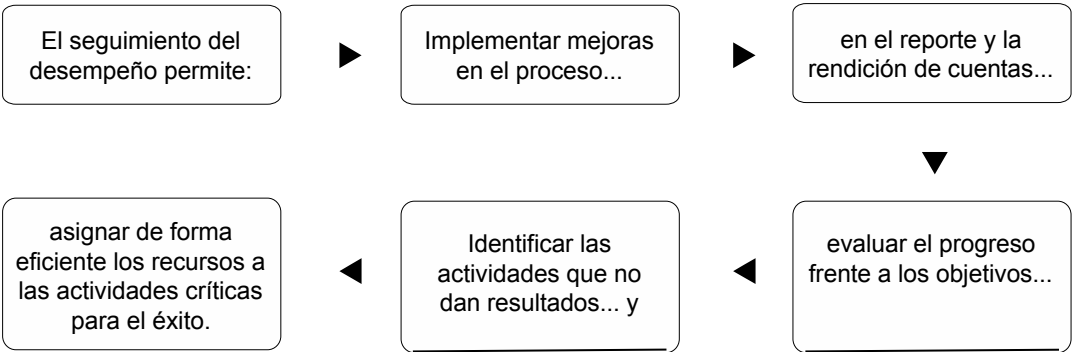 El seguimiento del
desempeño permite:
Implementar mejoras
en el proceso...
en el reporte y la
rendición de cuentas...
evaluar el progreso
frente a los objetivos...
Identificar las
actividades que no
dan resultados... y
asignar de forma
eficiente los recursos a
las actividades críticas
para el éxito.